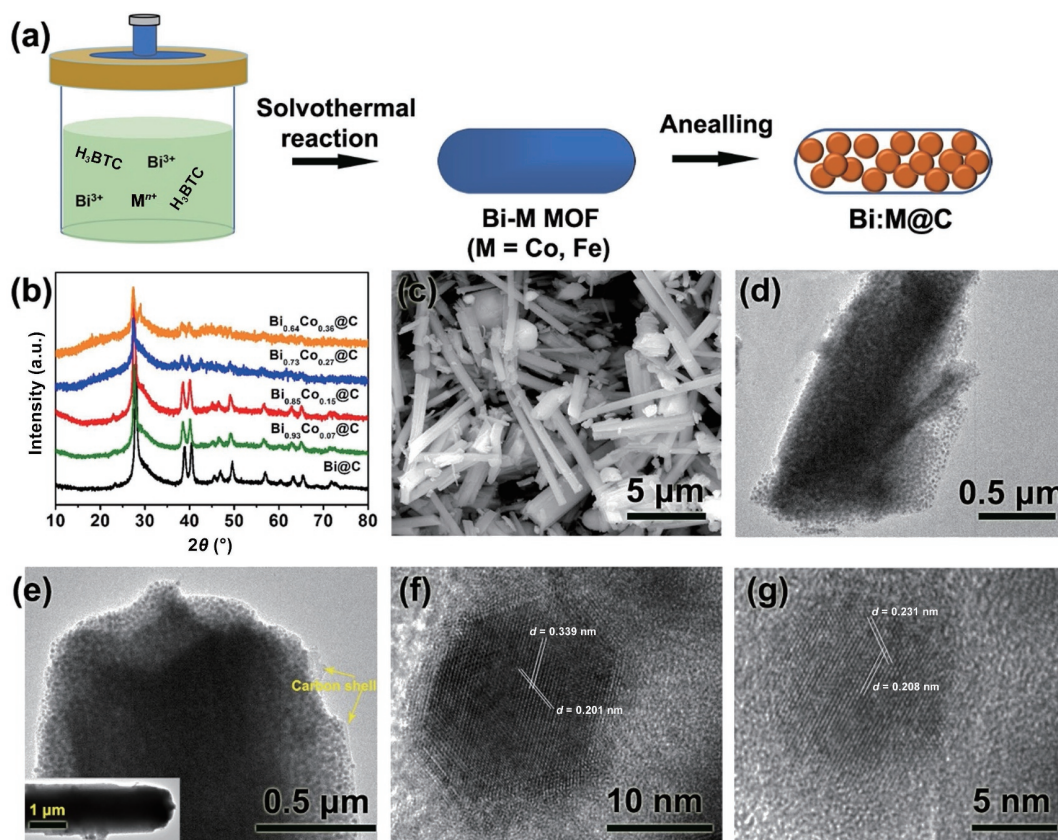 (a)
H₃BTC
Bi³⁺
H₃BTC
Bi³⁺
Mⁿ⁺
Solvothermal
reaction
Bi-M MOF
(M = Co, Fe)
Anealling
Bi:M@C
(b)
Intensity (a.u.)
Bi₀.₆₄Co₀.₃₆@C
Bi₀.₇₃Co₀.₂₇@C
Bi₀.₈₅Co₀.₁₅@C
Bi₀.₉₃Co₀.₀₇@C
Bi@C
10 20 30 40 50 60 70 80
2θ (°)
(c)
5 μm
(d)
0.5 μm
(e)
Carbon shell
1 μm
0.5 μm
(f)
d = 0.339 nm
d = 0.201 nm
10 nm
(g)
d = 0.231 nm
d = 0.208 nm
5 nm